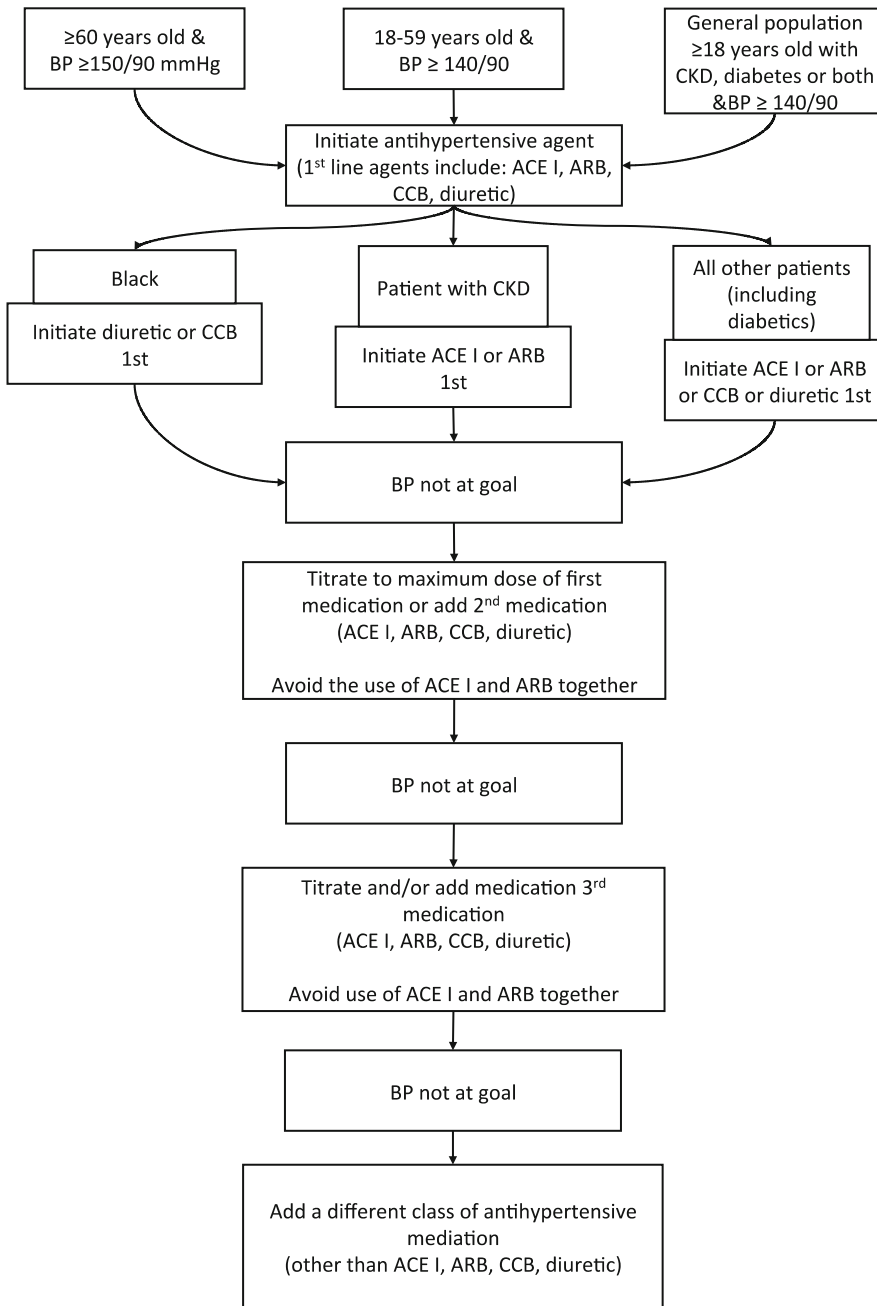 ≥60 years old &
BP ≥150/90 mmHg
18-59 years old &
BP ≥ 140/90
General population
≥18 years old with
CKD, diabetes or both
&BP ≥ 140/90
Initiate antihypertensive agent
(1st line agents include: ACE I, ARB,
CCB, diuretic)
Black
Initiate diuretic or CCB
1st
Patient with CKD
Initiate ACE I or ARB
1st
All other patients
(including
diabetics)
Initiate ACE I or ARB
or CCB or diuretic 1st
BP not at goal
Titrate to maximum dose of first
medication or add 2nd medication
(ACE I, ARB, CCB, diuretic)
Avoid the use of ACE I and ARB together
BP not at goal
Titrate and/or add medication 3rd
medication
(ACE I, ARB, CCB, diuretic)
Avoid use of ACE I and ARB together
BP not at goal
Add a different class of antihypertensive
mediation
(other than ACE I, ARB, CCB, diuretic)